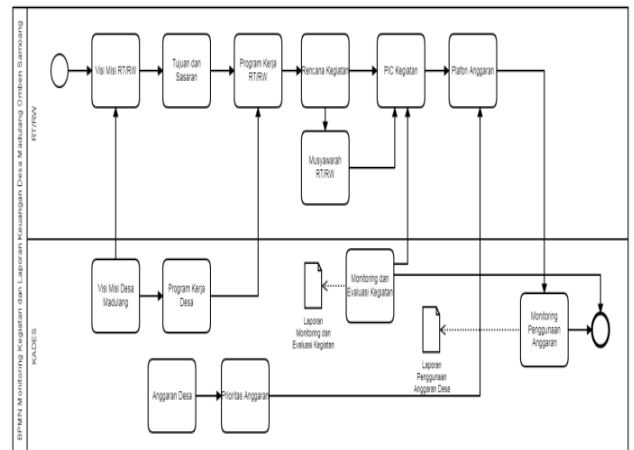 BPMN Monitoring Kegiatan dan Laporan Keuangan Desa Madulang Omben Sampang
RT/RW
Visi Misi RT/RW
Tujuan dan
Sasaran
Program Kerja
RT/RW
Rencana Kegiatan
PIC Kegiatan
Plafon Anggaran
Musyawarah
RT/RW
KADES
Visi Misi Desa
Madulang
Program Kerja
Desa
Laporan
Monitoring dan
Evaluasi Kegiatan
Monitoring dan
Evaluasi Kegiatan
Laporan
Penggunaan
Anggaran Desa
Monitoring
Penggunaan
Anggaran
Anggaran Desa
Prioritas Anggaran